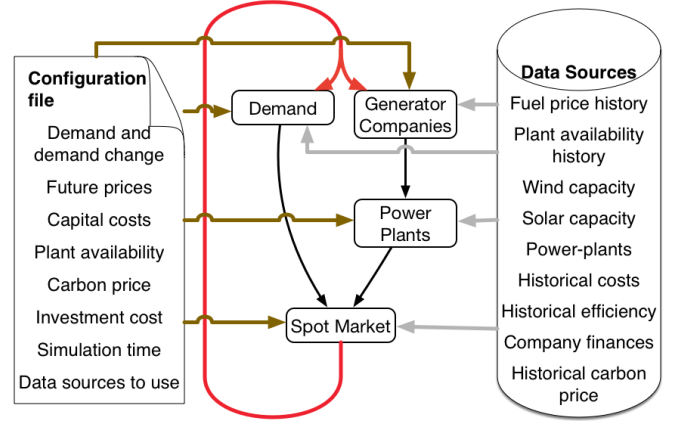 Configuration
file
Demand and
demand change
Future prices
Capital costs
Plant availability
Carbon price
Investment cost
Simulation time
Data sources to use
Demand
Generator
Companies
Power
Plants
Spot Market
Data Sources
Fuel price history
Plant availability
history
Wind capacity
Solar capacity
Power-plants
Historical costs
Historical efficiency
Company finances
Historical carbon
price